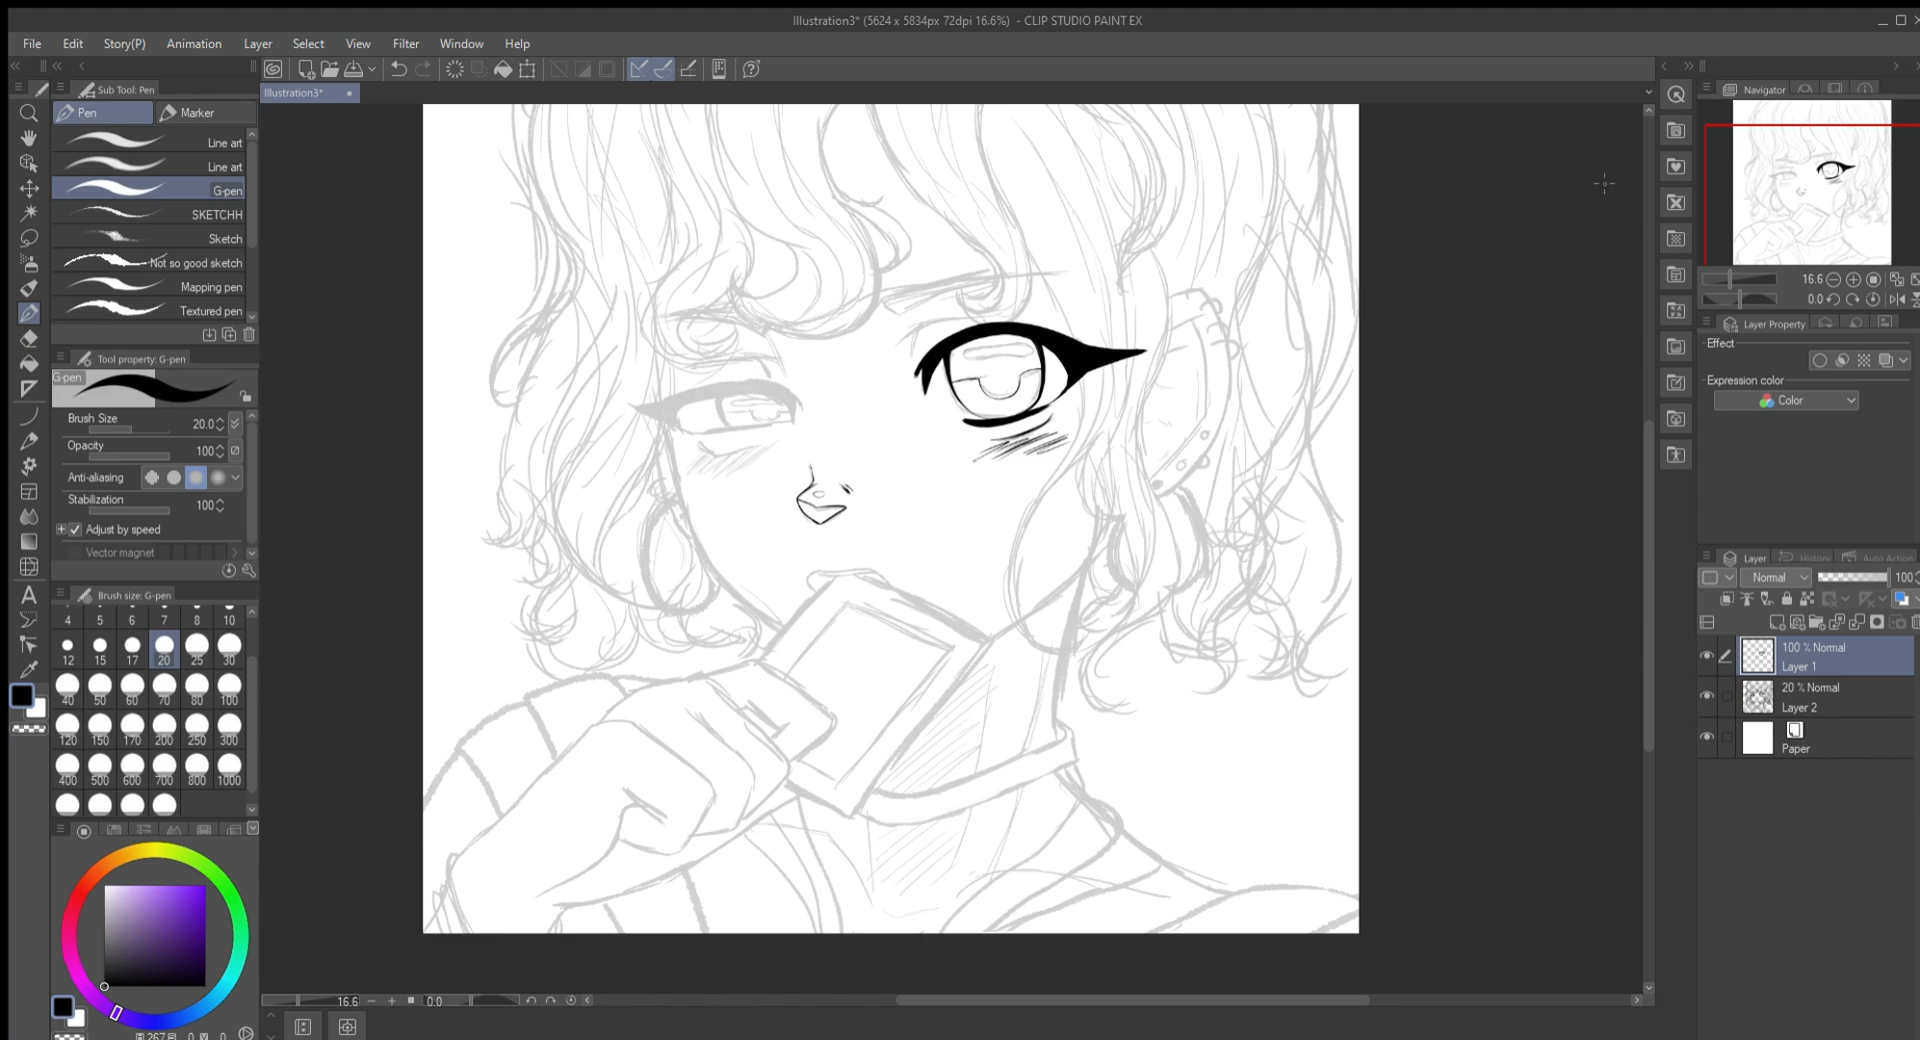 Illustration3* (5624 x 5834px 72dpi 16.6%) - CLIP STUDIO PAINT EX
File Edit Story(P) Animation Layer Select View Filter Window Help
Sub Tool: Pen
Illustration3*
Navigator
Pen Marker
Line art
Line art
G-pen
SKETCHH
Sketch
Not so good sketch
Mapping pen
Textured pen
16.6
0.0
Layer Property
Effect
Expression color
Color
Tool property: G-pen
G-pen
Brush Size 20.0
Opacity 100
Anti-aliasing
Stabilization 100
Adjust by speed
Vector magnet
Layer History Auto Action
Normal 100
Brush size: G-pen
4 5 6 7 8 10
12 15 17 20 25 30
40 50 60 70 80 100
120 150 170 200 250 300
400 500 600 700 800 1000
100 % Normal
Layer 1
20 % Normal
Layer 2
Paper
16.6 0.0
267 0 V 0